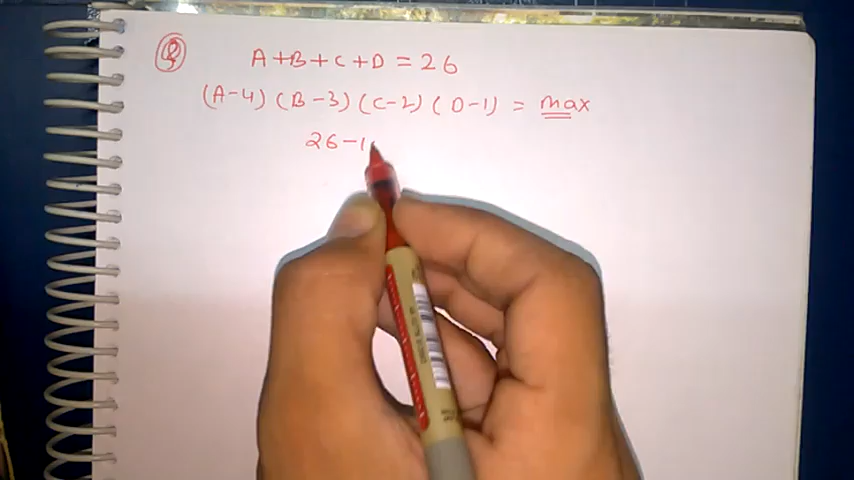 Q A+B+C+D = 26
(A-4) (B-3) (C-2) (D-1) = max
26-1